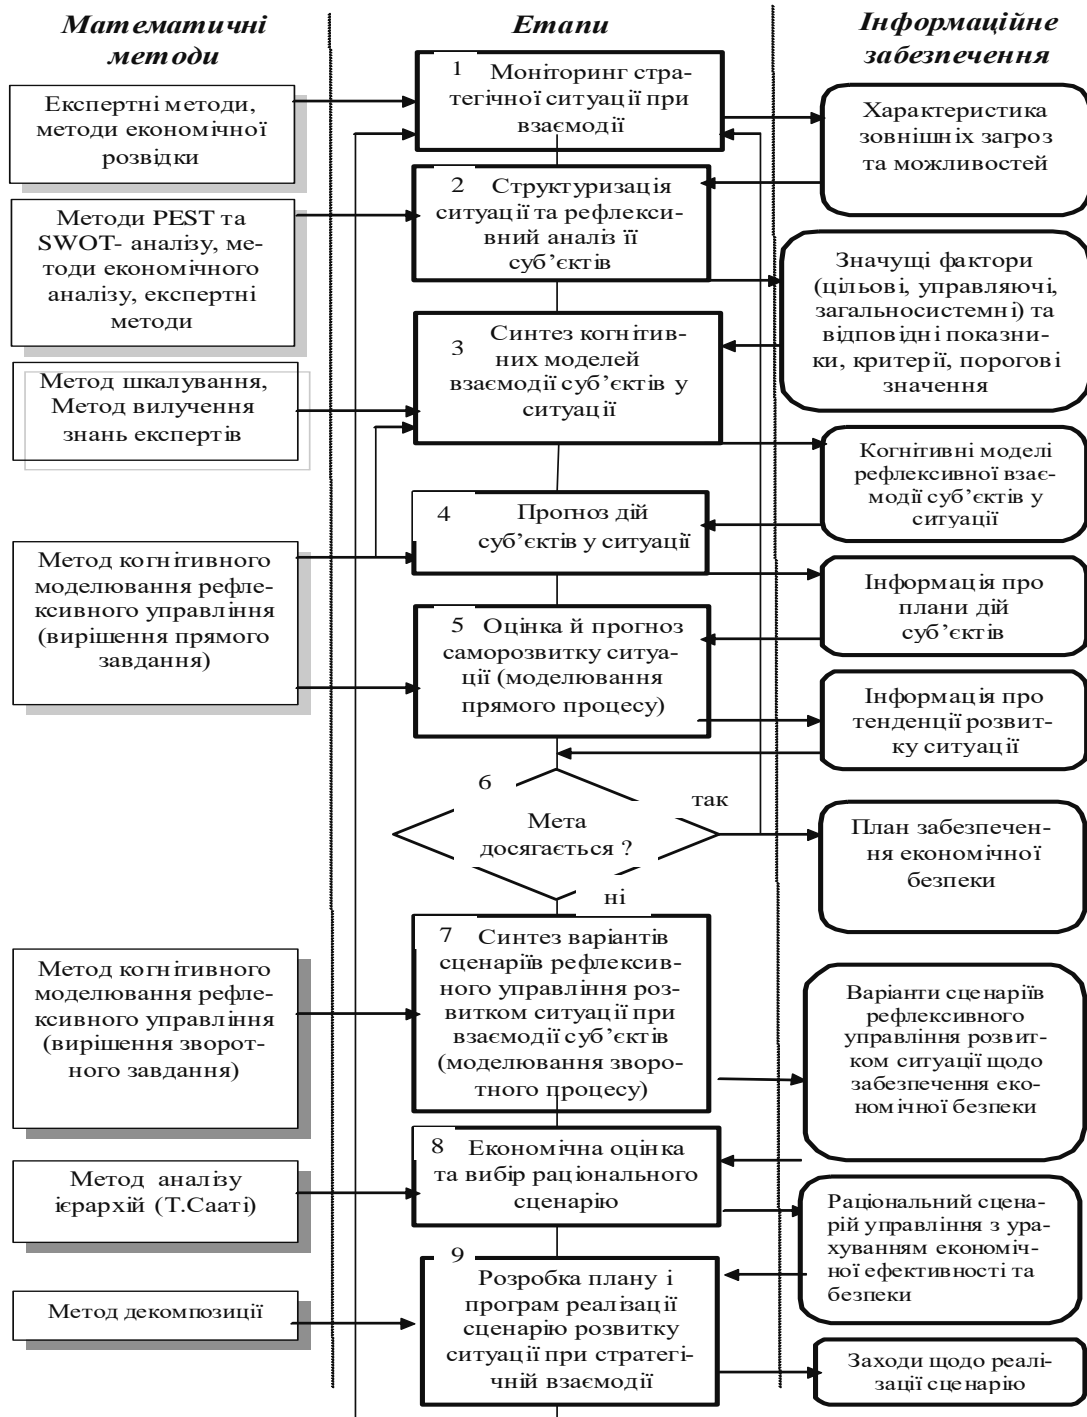 Математичні
методи
Експертні методи,
методи економічної
розвідки
Методи PEST та
SWOT- аналізу, ме-
тоди економічного
аналізу, експертні
методи
Метод шкалування,
Метод вилучення
знань експертів
Метод когнітивного
моделювання рефле-
ксивного управління
(вирішення прямого
завдання)
Метод когнітивного
моделювання рефле-
ксивного управління
(вирішення зворот-
ного завдання)
Метод аналізу
ієрархій (Т.Сааті)
Метод декомпозиції
Етапи
1 Моніторинг стра-
тегічної ситуації при
взаємодії
2 Структуризація
ситуації та рефлекси-
вний аналіз її
суб’єктів
3 Синтез когнітив-
них моделей
взаємодії суб’єктів у
ситуації
4 Прогноз дій
суб’єктів у ситуації
5 Оцінка й прогноз
саморозвитку ситуа-
ції (моделювання
прямого процесу)
6
Мета
досягається ?
так
ні
7 Синтез варіантів
сценаріїв рефлексив-
ного управління роз-
витком ситуації при
взаємодії суб’єктів
(моделювання зворо-
тного процесу)
8 Економічна оцінка
та вибір раціонального
сценарію
9
Розробка плану і
програм реалізації
сценарію розвитку
ситуації при стратегі-
чній взаємодії
Інформаційне
забезпечення
Характеристика
зовнішніх загроз
та можливостей
Значущі фактори
(цільові, управляючі,
загальносистемні) та
відповідні показни-
ки, критерії, порогові
значення
Когнітивні моделі
рефлексивної взає-
модії суб’єктів у
ситуації
Інформація про
плани дій
суб’єктів
Інформація про
тенденції розвит-
ку ситуації
План забезпечен-
ня економічної
безпеки
Варіанти сценаріїв
рефлексивного
управління розвит-
ком ситуації щодо
забезпечення еко-
номічної безпеки
Раціональний сцена-
рій управління з ура-
хуванням економіч-
ної ефективності та
безпеки
Заходи щодо реалі-
зації сценарію